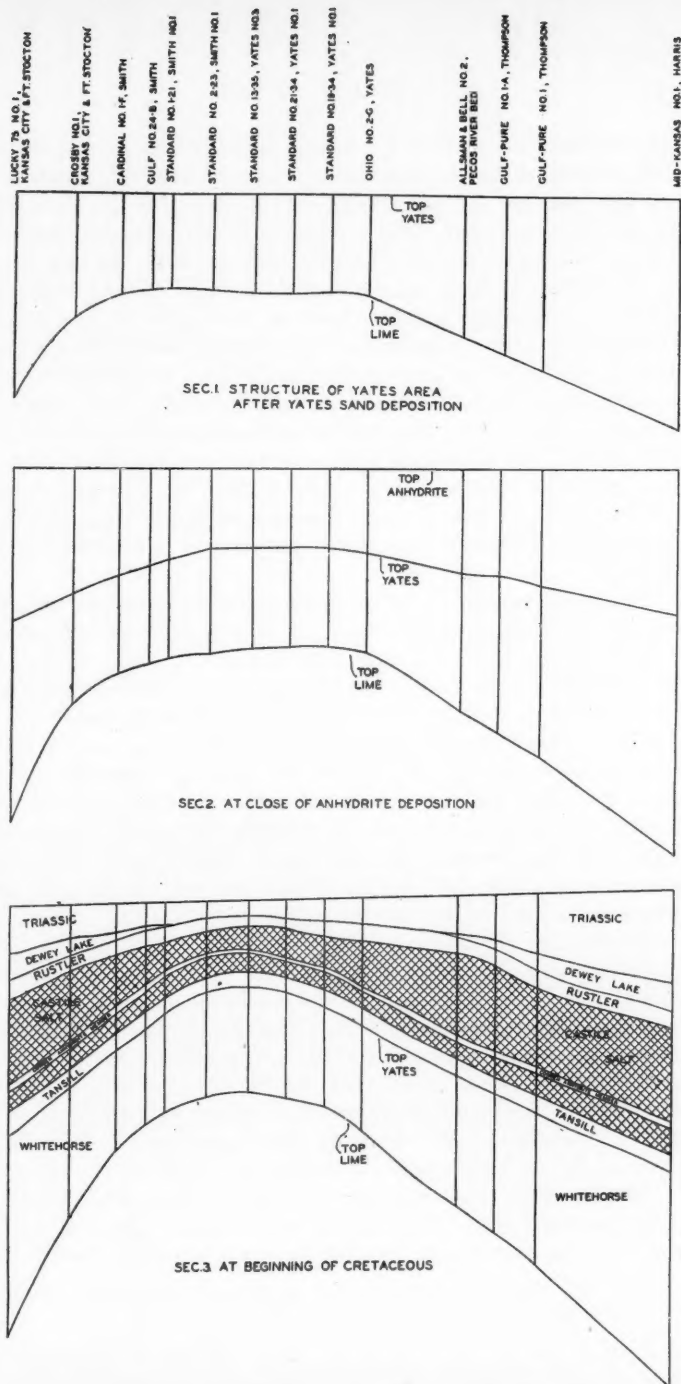 LUCKY 75 NO. 1,
KANSAS CITY & FT. STOCTON
CROSBY NO.1,
KANSAS CITY & FT. STOCTON
CARDINAL NO. 1-F, SMITH
GULF NO. 24-B, SMITH
STANDARD NO. 1-21, SMITH NO.1
STANDARD NO. 2-23, SMITH NO.1
STANDARD NO. 13-35, YATES NO.3
STANDARD NO. 21-34, YATES NO.1
STANDARD NO. 18-34, YATES NO.1
OHIO NO. 2-C, YATES
ALLSMAN & BELL NO. 2,
PECOS RIVER BED
GULF-PURE NO. 1-A, THOMPSON
GULF-PURE NO. 1, THOMPSON
MID-KANSAS NO. 1, HARRIS
TOP
YATES
TOP
LIME
SEC.1. STRUCTURE OF YATES AREA
AFTER YATES SAND DEPOSITION
TOP
ANHYDRITE
TOP
YATES
TOP
LIME
SEC.2. AT CLOSE OF ANHYDRITE DEPOSITION
TRIASSIC
TRIASSIC
DEWEY LAKE
RUSTLER
DEWEY LAKE
RUSTLER
CASTILE
SALT
CASTILE
SALT
TOP
YATES
TANSILL
TANSILL
WHITEHORSE
TOP
LIME
WHITEHORSE
SEC.3. AT BEGINNING OF CRETACEOUS